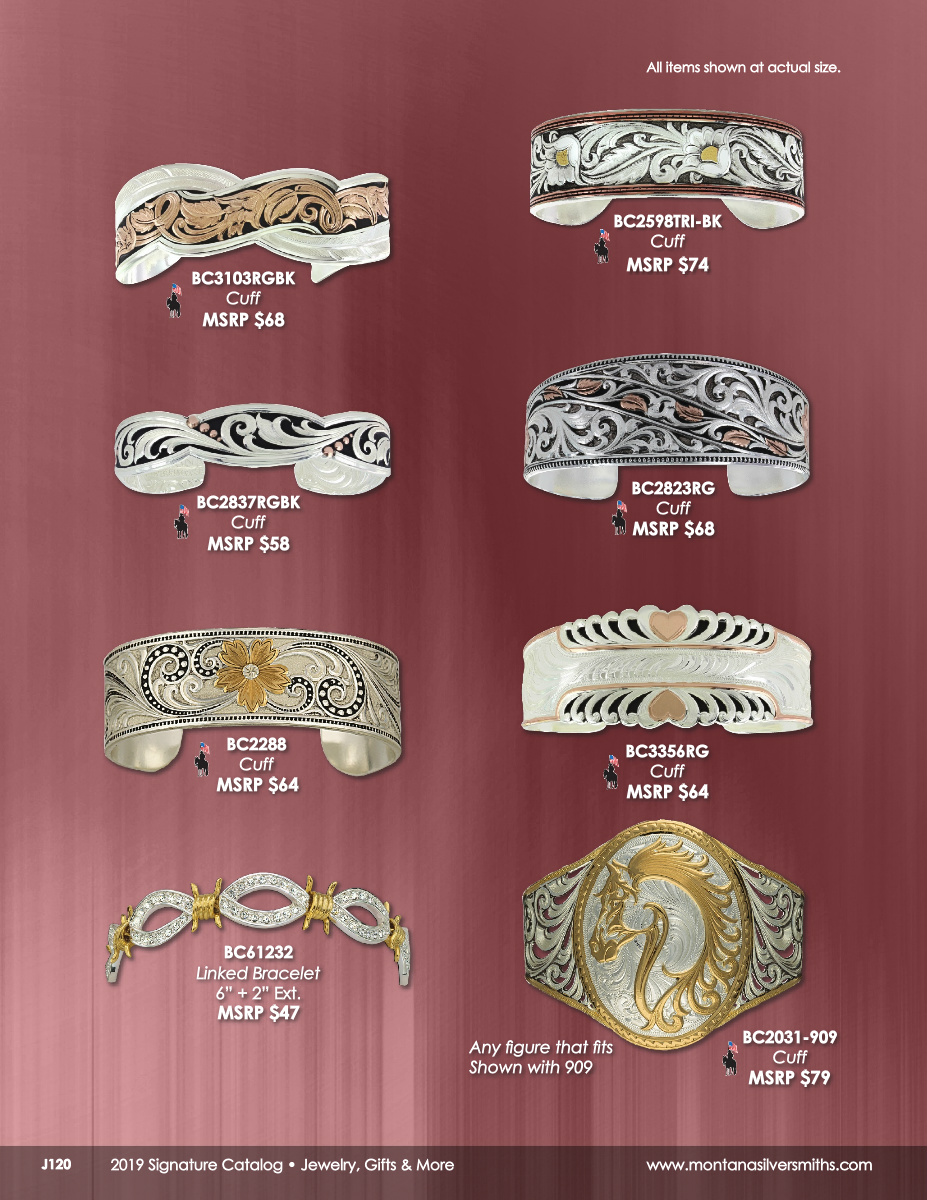 All items shown at actual size.
BC3103RGBK
Cuff
MSRP $68
BC2598TRI-BK
Cuff
MSRP $74
BC2837RGBK
Cuff
MSRP $58
BC2823RG
Cuff
MSRP $68
BC2288
Cuff
MSRP $64
BC3356RG
Cuff
MSRP $64
BC61232
Linked Bracelet
6” + 2” Ext.
MSRP $47
Any figure that fits
Shown with 909
BC2031-909
Cuff
MSRP $79
J120
2019 Signature Catalog • Jewelry, Gifts & More
www.montanasilversmiths.com